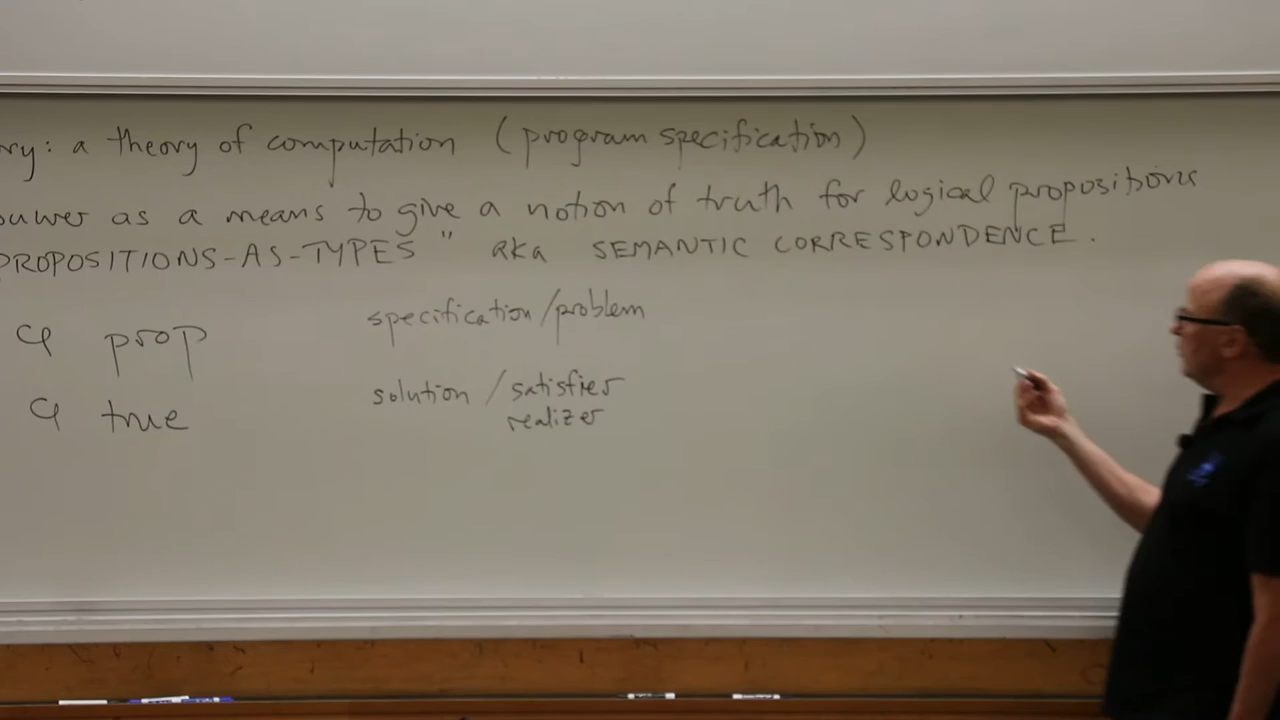 ry: a theory of computation (program specification)
ouwer as a means to give a notion of truth for logical propositions
PROPOSITIONS-AS-TYPES" aka SEMANTIC CORRESPONDENCE.
φ prop specification/problem
φ true solution/satisfier
realizer